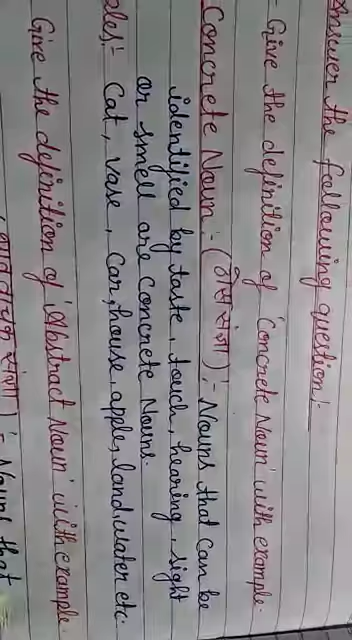 Answer the following question:-
- Give the definition of 'Concrete Noun' with example.
Concrete Noun:- (ठोस संज्ञा):- Nouns that can be
identified by taste, touch, hearing, sight
or smell are Concrete Nouns.
ples:- Cat, vase, car, house, apple, land, water etc.
Give the definition of 'Abstract Noun' with example.
(भाववाचक संज्ञा) :- Nouns that